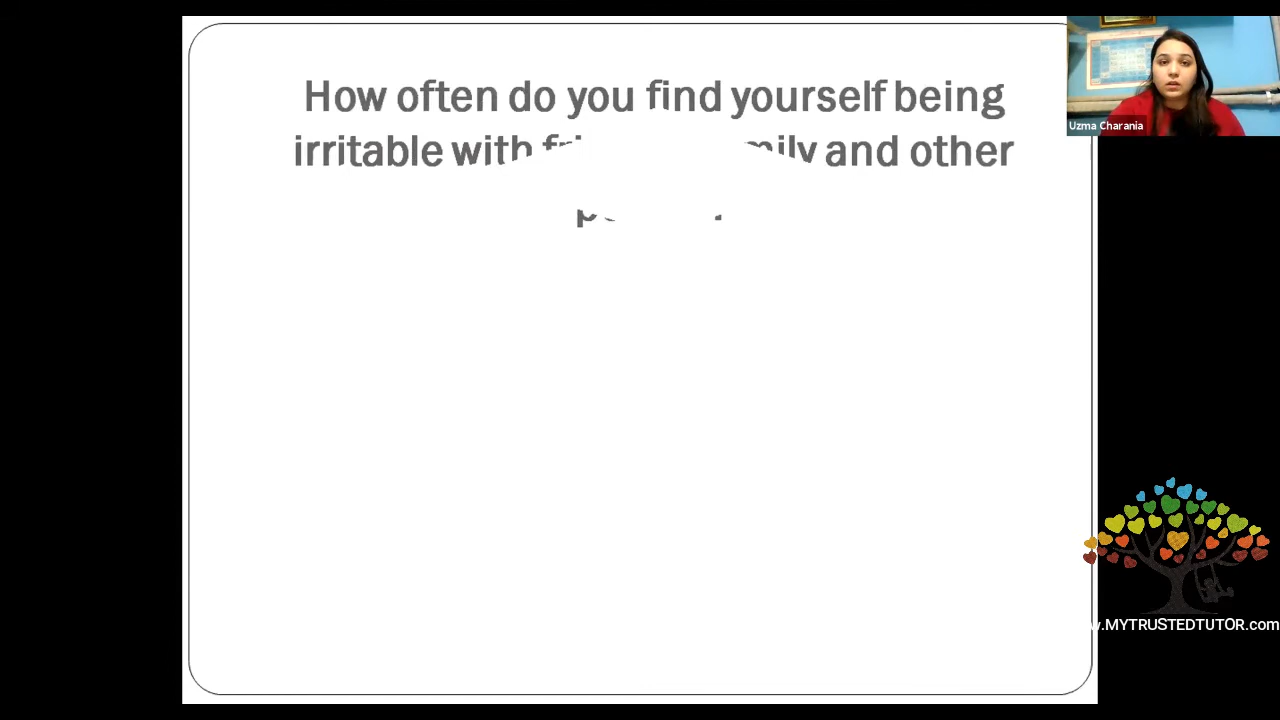 How often do you find yourself being
irritable with and other
Uzma Charania
w.MYTRUSTEDTUTOR.com